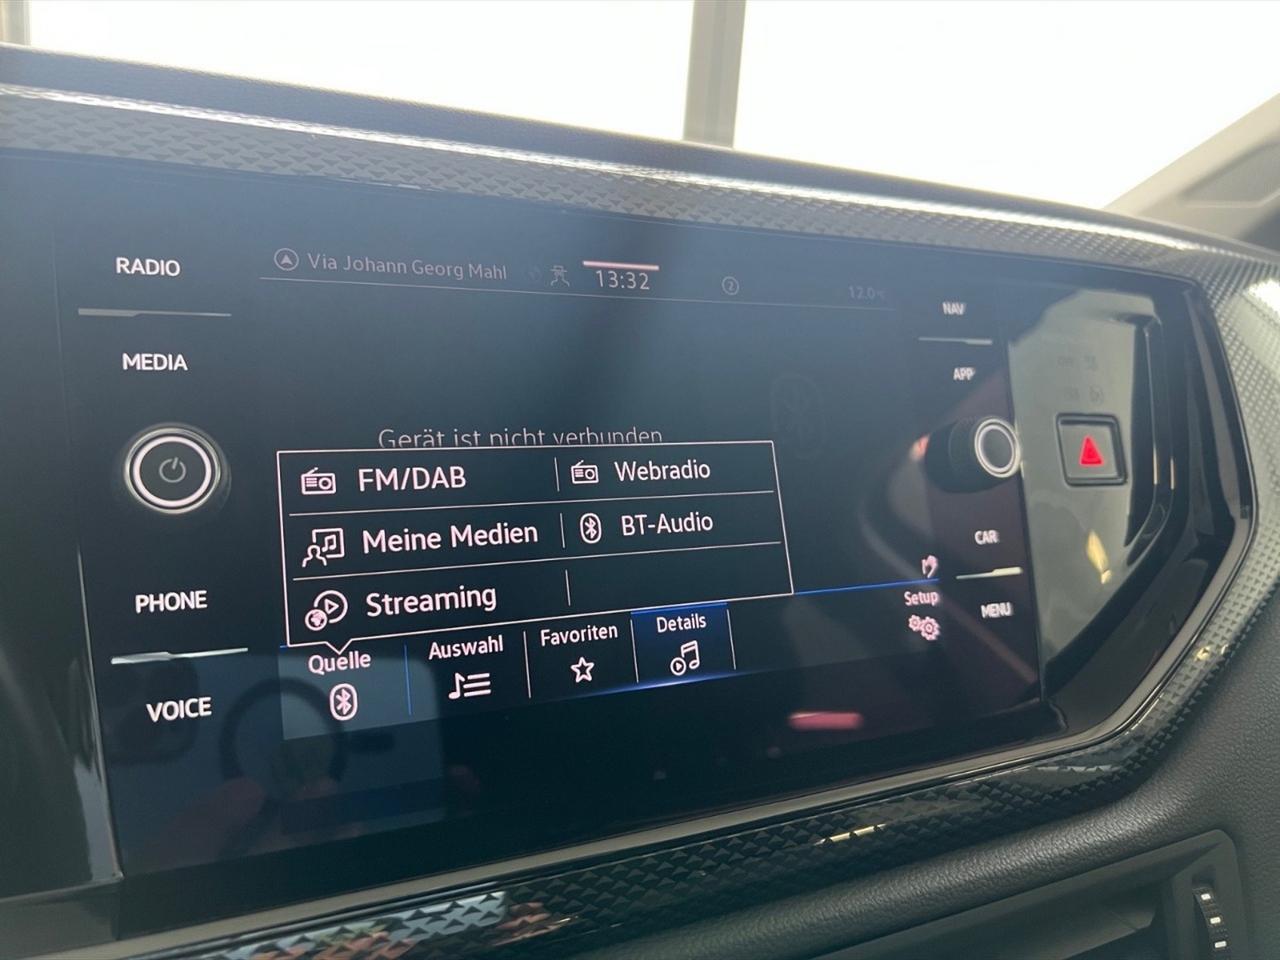 RADIO
MEDIA
PHONE
VOICE
Via Johann Georg Mahl
13:32
12.0°C
Gerät ist nicht verbunden
FM/DAB
Webradio
Meine Medien
BT-Audio
Streaming
Quelle
Auswahl
Favoriten
Details
Setup
NAV
APP
CAR
MENU